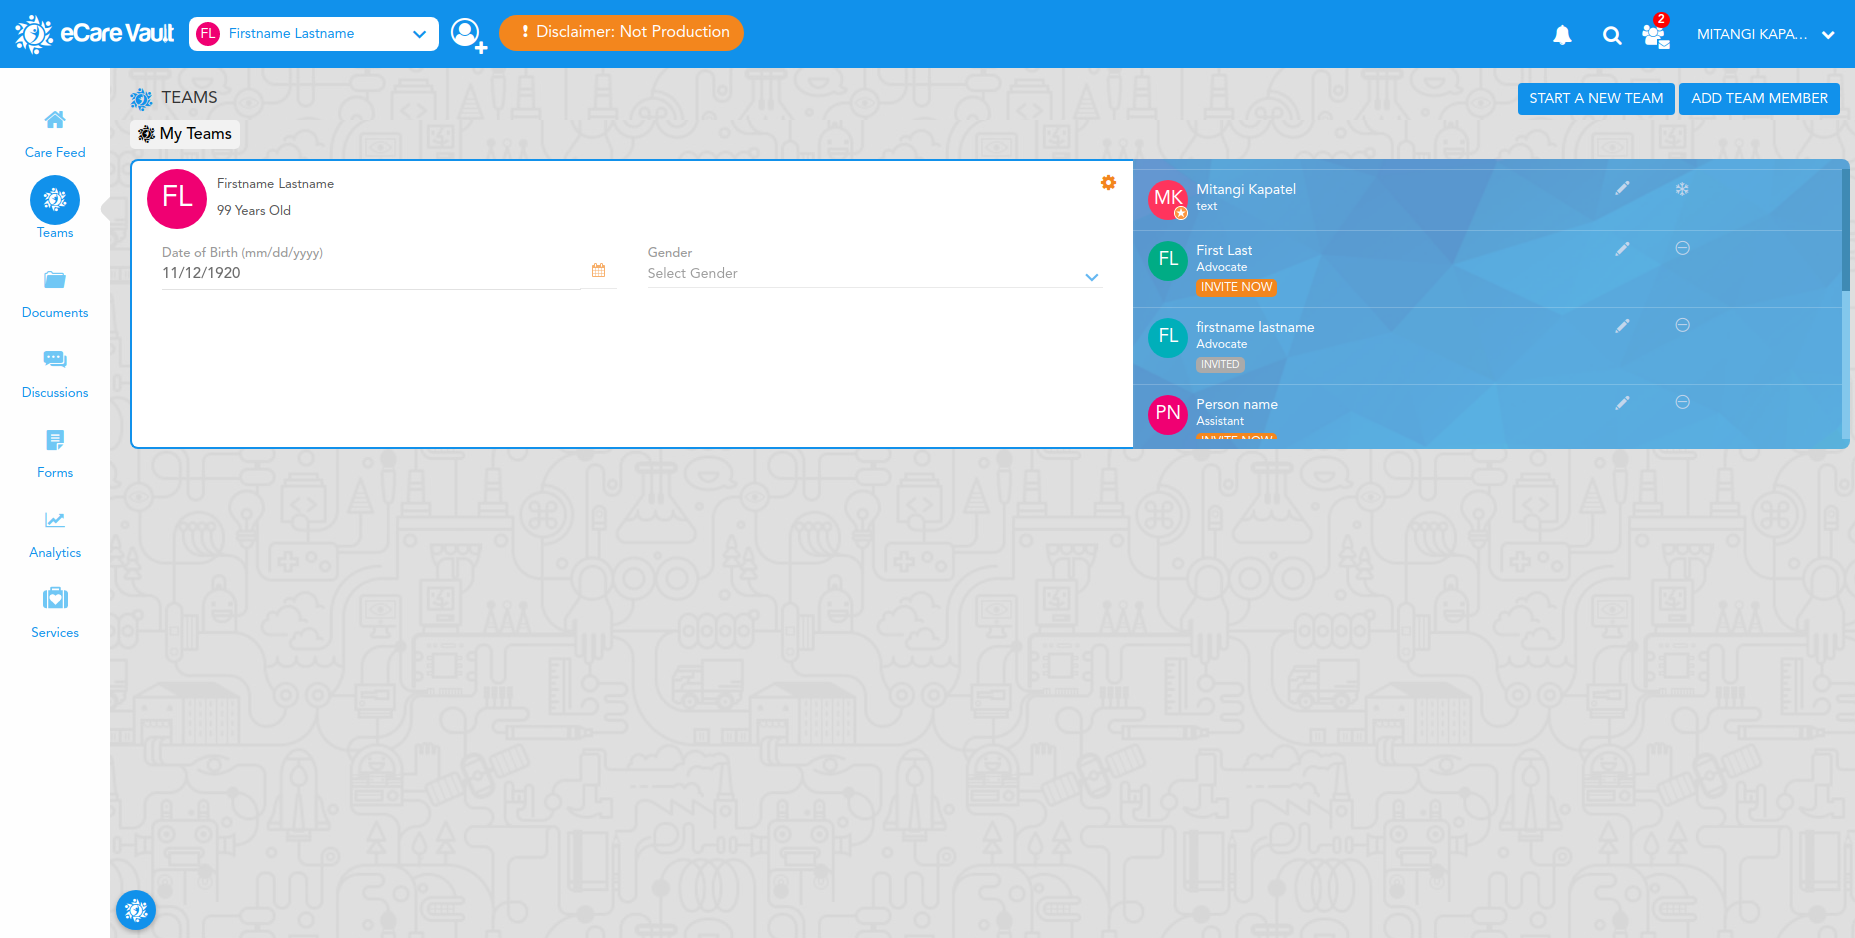 eCare Vault
FL Firstname Lastname
! Disclaimer: Not Production
2
MITANGI KAPA...
Care Feed
Teams
Documents
Discussions
Forms
Analytics
Services
TEAMS
START A NEW TEAM
ADD TEAM MEMBER
My Teams
FL
Firstname Lastname
99 Years Old
Date of Birth (mm/dd/yyyy)
11/12/1920
Gender
Select Gender
MK
Mitangi Kapatel
text
FL
First Last
Advocate
INVITE NOW
FL
firstname lastname
Advocate
INVITED
PN
Person name
Assistant
INVITE NOW